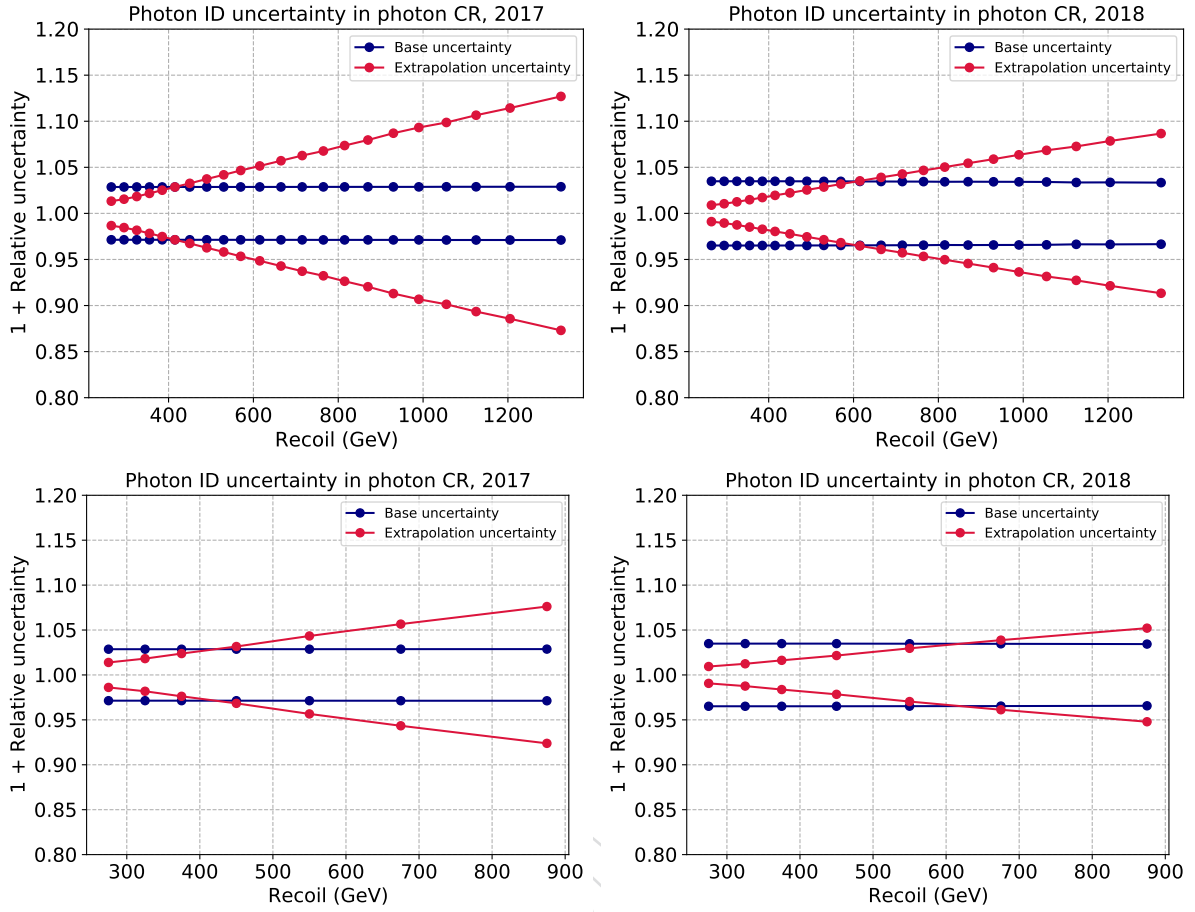 Photon ID uncertainty in photon CR, 2017
1.20
1.15
1.10
1.05
1.00
0.95
0.90
0.85
0.80
1 + Relative uncertainty
Base uncertainty
Extrapolation uncertainty
400 600 800 1000 1200
Recoil (GeV)
Photon ID uncertainty in photon CR, 2018
1.20
1.15
1.10
1.05
1.00
0.95
0.90
0.85
0.80
1 + Relative uncertainty
Base uncertainty
Extrapolation uncertainty
400 600 800 1000 1200
Recoil (GeV)
Photon ID uncertainty in photon CR, 2017
1.20
1.15
1.10
1.05
1.00
0.95
0.90
0.85
0.80
1 + Relative uncertainty
Base uncertainty
Extrapolation uncertainty
300 400 500 600 700 800 900
Recoil (GeV)
Photon ID uncertainty in photon CR, 2018
1.20
1.15
1.10
1.05
1.00
0.95
0.90
0.85
0.80
1 + Relative uncertainty
Base uncertainty
Extrapolation uncertainty
300 400 500 600 700 800 900
Recoil (GeV)